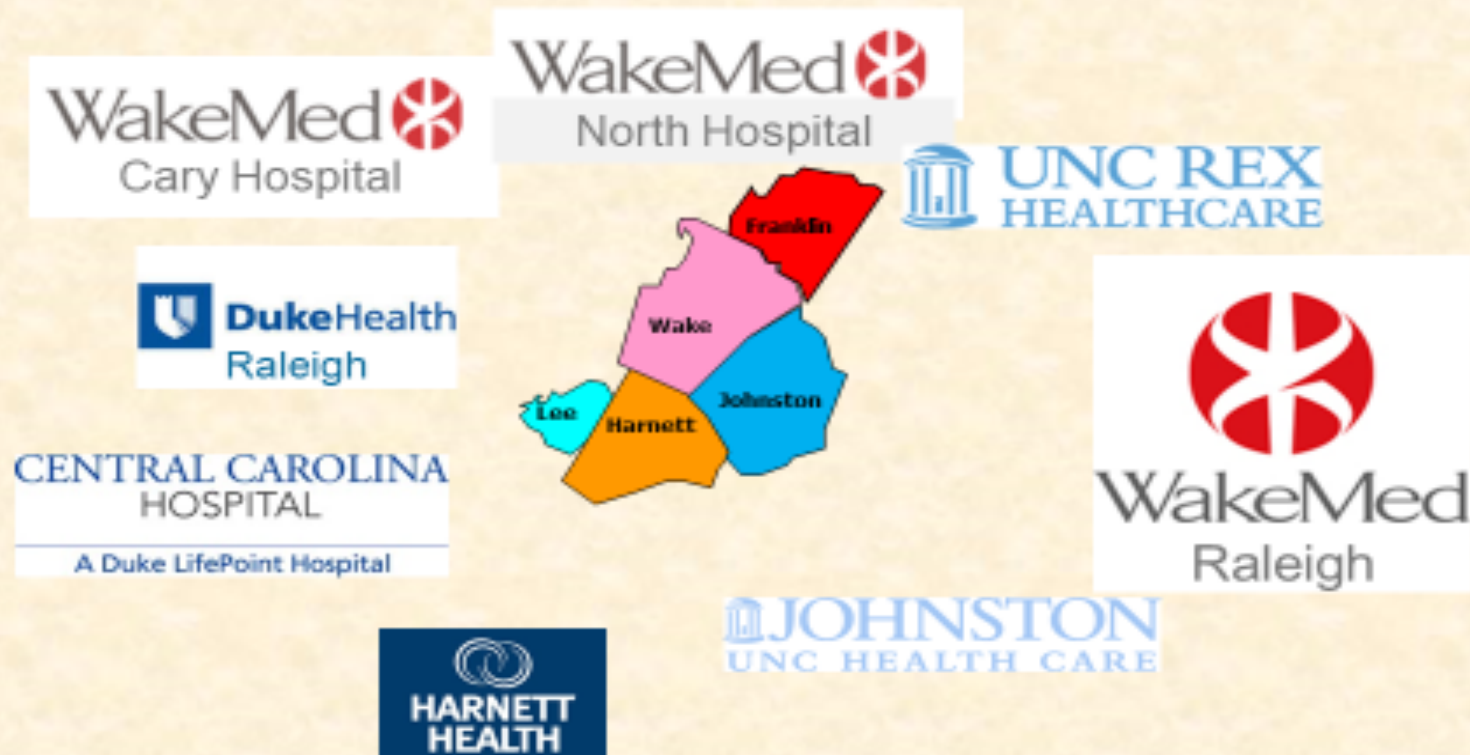 WakeMed
Cary Hospital
WakeMed
North Hospital
UNC REX
HEALTHCARE
DukeHealth
Raleigh
Franklin
Wake
Lee
Harnett
Johnston
WakeMed
Raleigh
CENTRAL CAROLINA
HOSPITAL
A Duke LifePoint Hospital
JOHNSTON
UNC HEALTH CARE
HARNETT
HEALTH